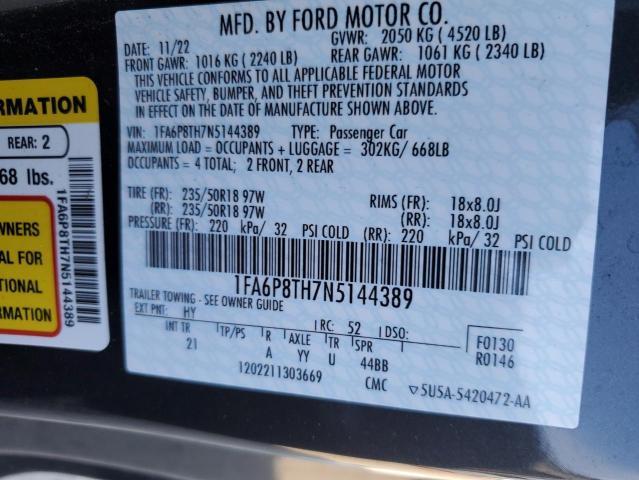 MFD. BY FORD MOTOR CO.
DATE: 11/22
GVWR: 2050 KG ( 4520 LB)
FRONT GAWR: 1016 KG ( 2240 LB)
REAR GAWR: 1061 KG ( 2340 LB)
THIS VEHICLE CONFORMS TO ALL APPLICABLE FEDERAL MOTOR
VEHICLE SAFETY, BUMPER, AND THEFT PREVENTION STANDARDS
IN EFFECT ON THE DATE OF MANUFACTURE SHOWN ABOVE.
VIN: 1FA6P8TH7N5144389 TYPE: Passenger Car
MAXIMUM LOAD = OCCUPANTS + LUGGAGE = 302KG/ 668LB
OCCUPANTS = 4 TOTAL; 2 FRONT, 2 REAR
TIRE (FR): 235/50R18 97W RIMS (FR): 18x8.0J
(RR): 235/50R18 97W (RR): 18x8.0J
PRESSURE (FR): 220 kPa/ 32 PSI COLD (RR): 220 kPa/ 32 PSI COLD
1FA6P8TH7N5144389
TRAILER TOWING - SEE OWNER GUIDE
EXT PNT: HY RC: 52 DSO:
INT TR TP/PS R AXLE TR SPR
21 A YY U 44BB
F0130
R0146
1202211303669 CMC ▽5U5A-5420472-AA
ORMATION
REAR: 2
68 lbs.
WNERS
AL FOR
TIONAL
RMATION
1FA6P8TH7N5144389